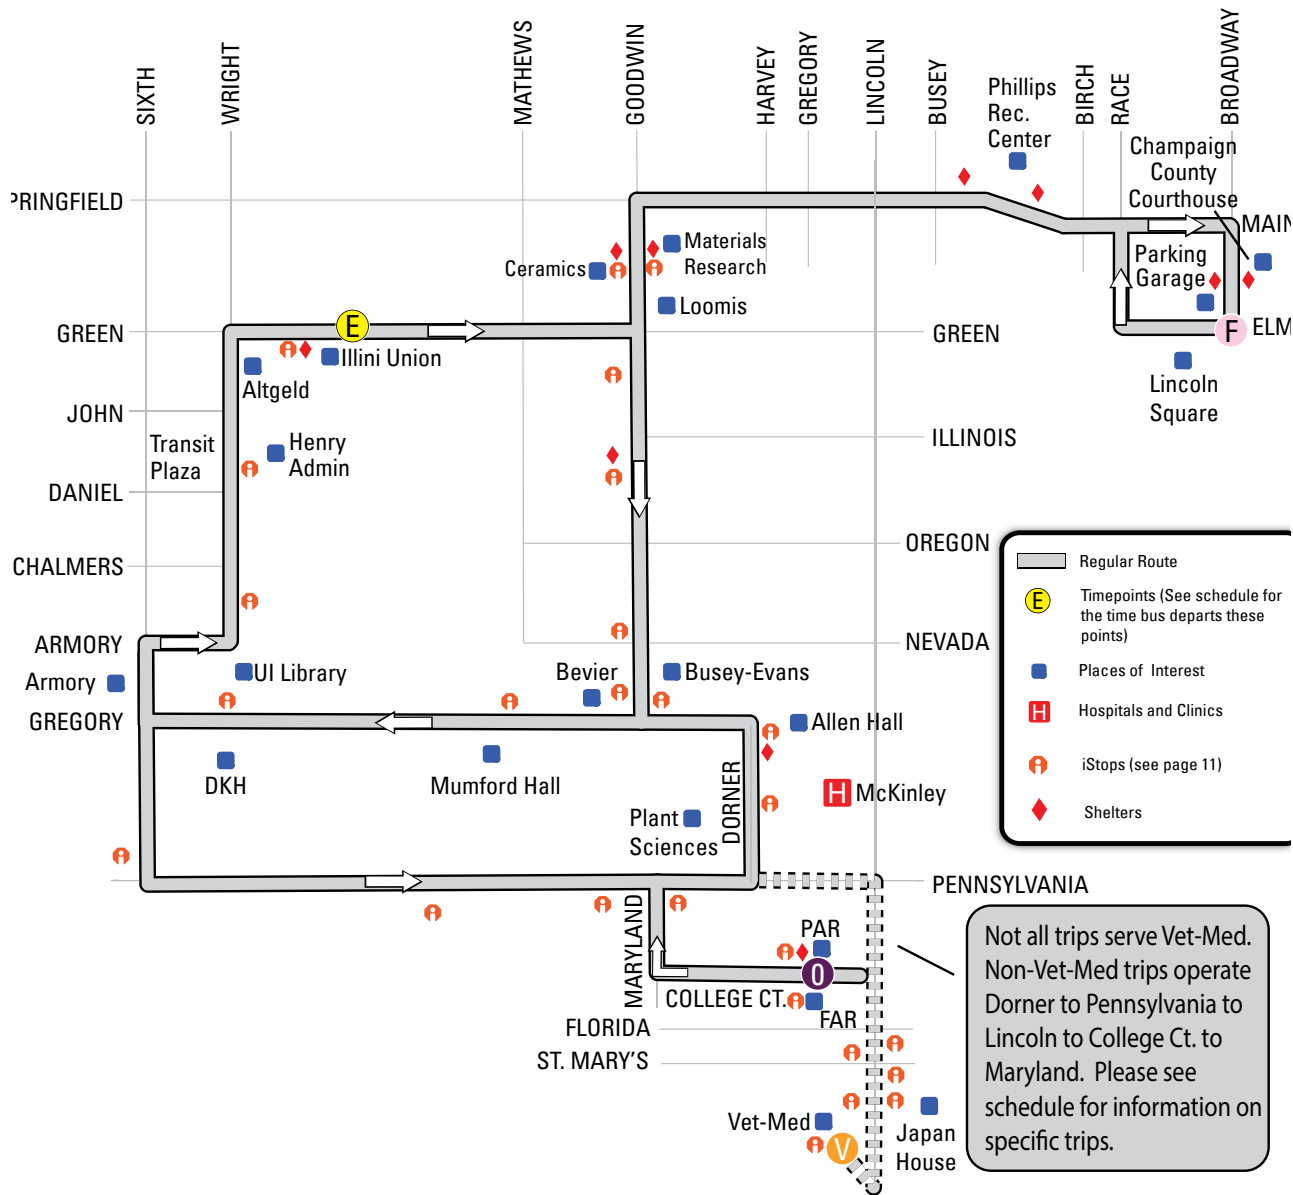 SIXTH
WRIGHT
MATHEWS
GOODWIN
HARVEY
GREGORY
LINCOLN
BUSEY
BIRCH
RACE
BROADWAY
Phillips
Rec.
Center
Champaign
County
Courthouse
PRINGFIELD
MAIN
Materials
Research
Ceramics
Parking
Garage
Loomis
GREEN
E
GREEN
F
ELM
Illini Union
Altgeld
Lincoln
Square
JOHN
Transit
Plaza
Henry
Admin
ILLINOIS
DANIEL
OREGON
CHALMERS
Regular Route
E
Timepoints (See schedule for
the time bus departs these
points)
Places of Interest
H
Hospitals and Clinics
iStops (see page 11)
Shelters
ARMORY
NEVADA
Armory
UI Library
Bevier
Busey-Evans
GREGORY
Allen Hall
DKH
Mumford Hall
DORNER
H
McKinley
Plant
Sciences
PENNSYLVANIA
MARYLAND
PAR
O
COLLEGE CT.
FAR
FLORIDA
ST. MARY'S
Vet-Med
V
Japan
House
Not all trips serve Vet-Med.
Non-Vet-Med trips operate
Dorner to Pennsylvania to
Lincoln to College Ct. to
Maryland. Please see
schedule for information on
specific trips.